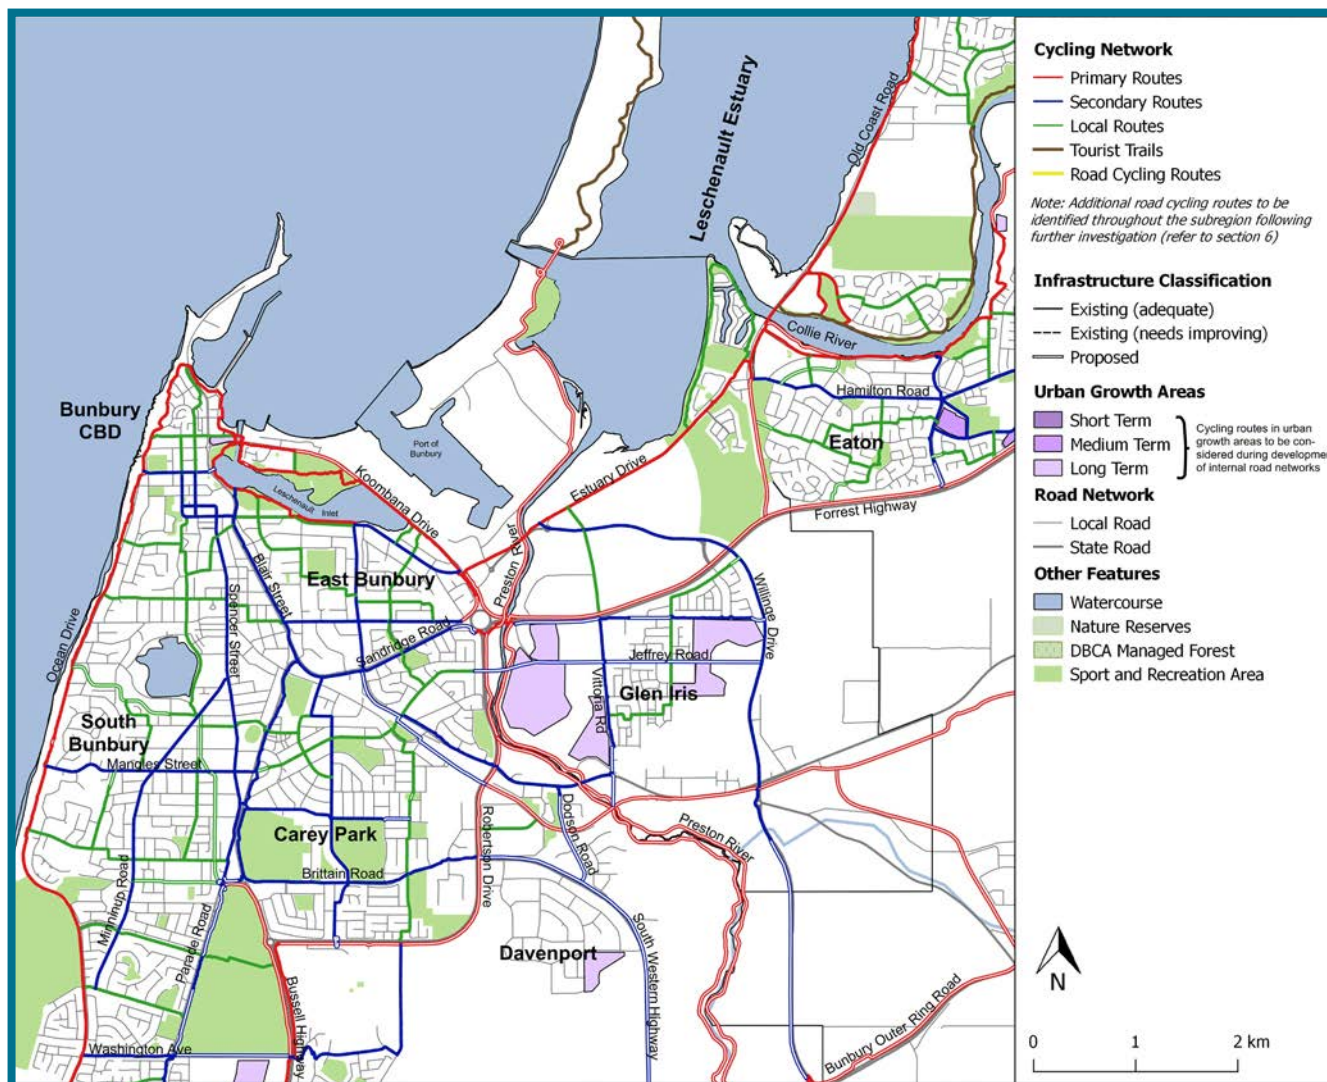 Leschenault Estuary
Old Coast Road
Collie River
Hamilton Road
Bunbury
CBD
Port of
Bunbury
Eaton
Koombana Drive
Estuary Drive
Leschenault Inlet
Forrest Highway
Preston River
East Bunbury
Blair Street
Spencer Street
Sandridge Road
Willinge Drive
Ocean Drive
Jeffrey Road
Vittoria Rd
Glen Iris
South
Bunbury
Mangles Street
Carey Park
Brittain Road
Robertson Drive
Dodson Road
Preston River
Minninup Road
Parade Road
Davenport
South Western Highway
Bussell Highway
Bunbury Outer Ring Road
Washington Ave
Cycling Network
Primary Routes
Secondary Routes
Local Routes
Tourist Trails
Road Cycling Routes
Note: Additional road cycling routes to be
identified throughout the subregion following
further investigation (refer to section 6)
Infrastructure Classification
Existing (adequate)
Existing (needs improving)
Proposed
Urban Growth Areas
Short Term
Medium Term
Long Term
Cycling routes in urban
growth areas to be con-
sidered during developme
of internal road networks
Road Network
Local Road
State Road
Other Features
Watercourse
Nature Reserves
DBCA Managed Forest
Sport and Recreation Area
N
0 1 2 km